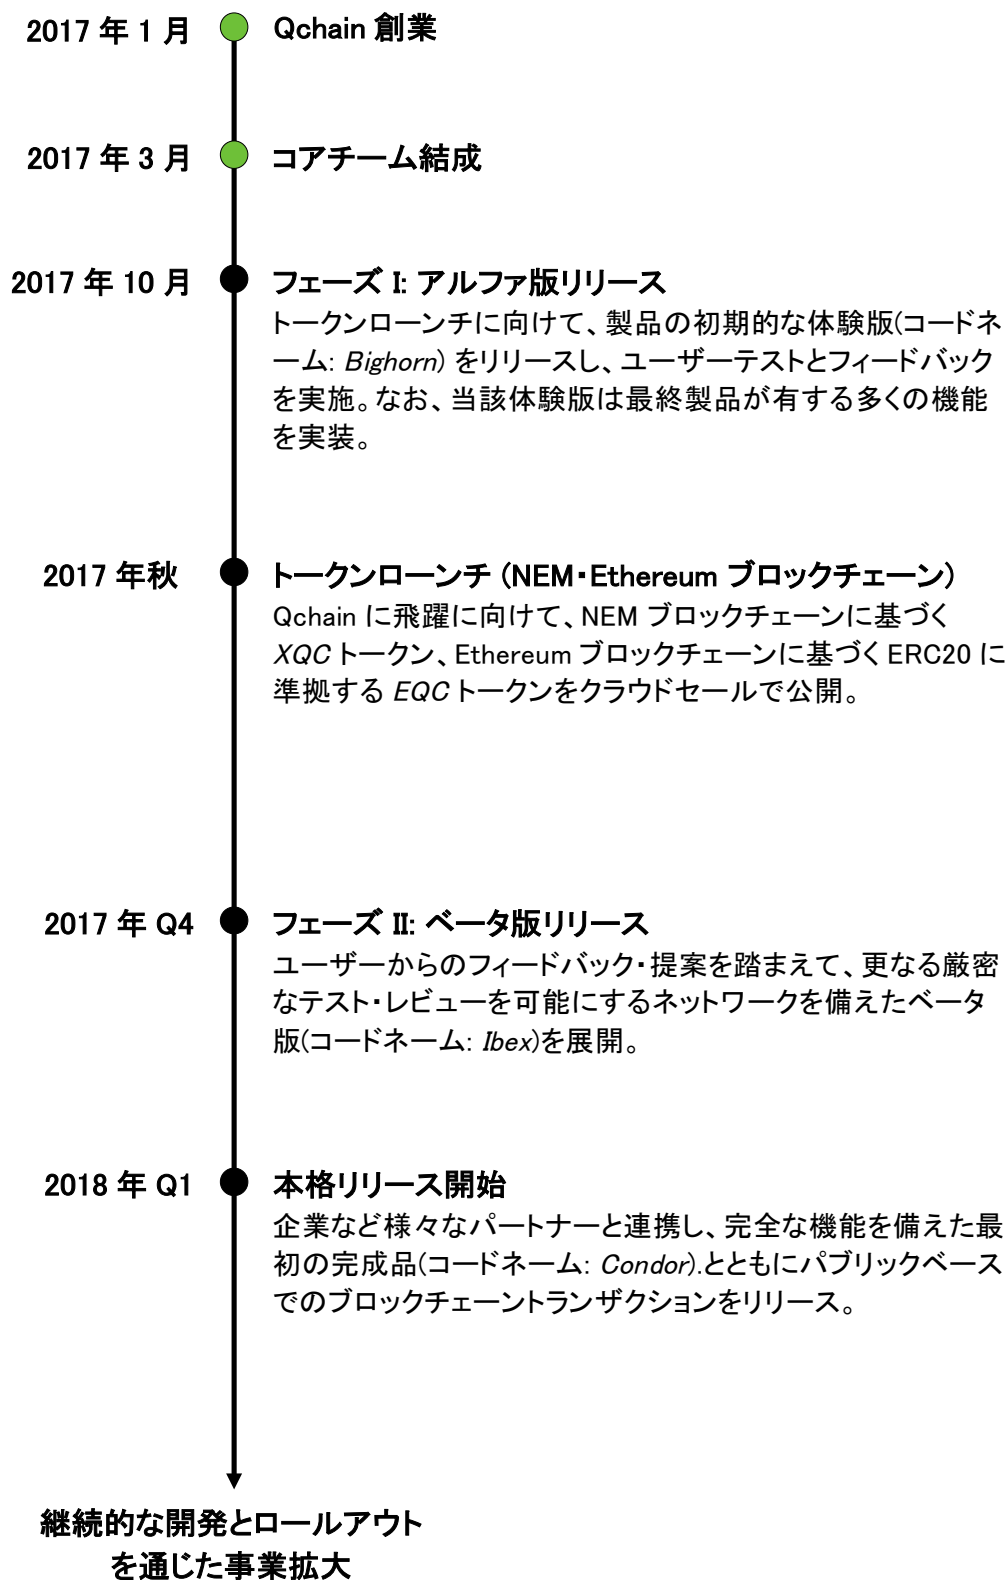 2017 年 1 月 Qchain 創業
2017 年 3 月 コアチーム結成
2017 年 10 月 フェーズ I: アルファ版リリース
トークンローンチに向けて、製品の初期的な体験版(コードネ
ーム: Bighorn) をリリースし、ユーザーテストとフィードバック
を実施。なお、当該体験版は最終製品が有する多くの機能
を実装。
2017 年秋 トークンローンチ (NEM・Ethereum ブロックチェーン)
Qchain に飛躍に向けて、NEM ブロックチェーンに基づく
XQC トークン、Ethereum ブロックチェーンに基づく ERC20 に
準拠する EQC トークンをクラウドセールで公開。
2017 年 Q4 フェーズ II: ベータ版リリース
ユーザーからのフィードバック・提案を踏まえて、更なる厳密
なテスト・レビューを可能にするネットワークを備えたベータ
版(コードネーム: Ibex)を展開。
2018 年 Q1 本格リリース開始
企業など様々なパートナーと連携し、完全な機能を備えた最
初の完成品(コードネーム: Condor).とともにパブリックベース
でのブロックチェーントランザクションをリリース。
継続的な開発とロールアウト
を通じた事業拡大